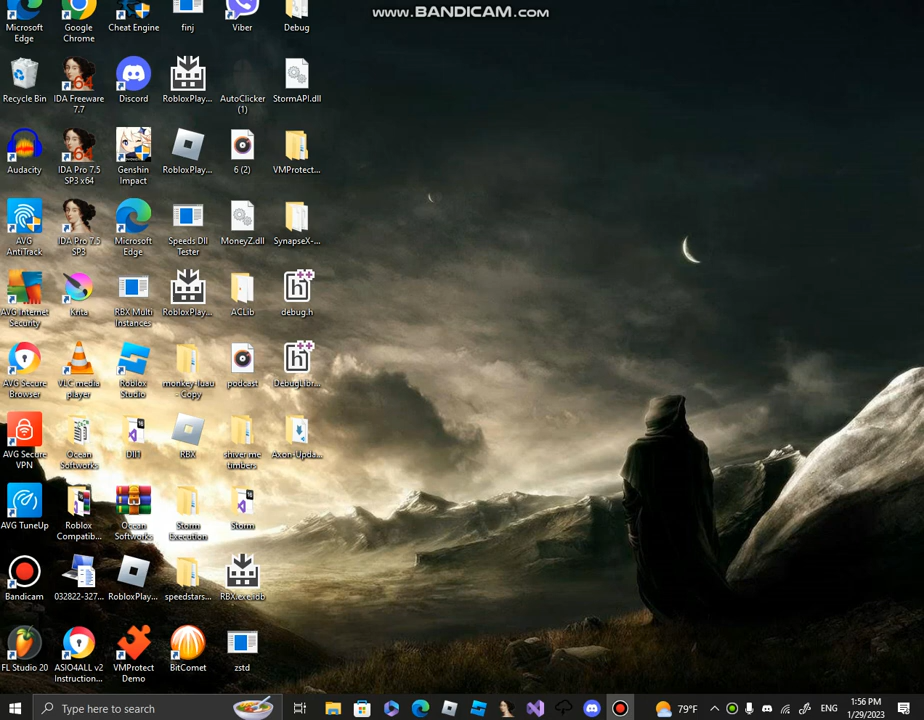 www.BANDICAM.com
Microsoft
Edge
Google
Chrome
Cheat Engine
finj
Viber
Debug
Recycle Bin
IDA Freeware
7.7
Discord
RobloxPlay...
AutoClicker
(1)
StormAPI.dll
Audacity
IDA Pro 7.5
SP3 x64
Genshin
Impact
RobloxPlay...
6 (2)
VMProtect...
AVG
AntiTrack
IDA Pro 7.5
SP3
Microsoft
Edge
Speeds Dll
Tester
MoneyZ.dll
SynapseX-...
AVG Internet
Security
Krita
RBX Multi
Instances
RobloxPlay...
ACLib
debug.h
AVG Secure
Browser
VLC media
player
Roblox
Studio
monkey4luau
- Copy
podcast
DebugLibr...
AVG Secure
VPN
Ocean
Softworks
DllT
RBX
shiver me
timbers
Axon-Upda...
AVG TuneUp
Roblox
Compatib...
Ocean
Softworks
Storm
Execution
Storm
Bandicam
032822-327...
RobloxPlay...
speedstars...
RBX.exe.idb
FL Studio 20
ASIO4ALL v2
Instruction...
VMProtect
Demo
BitComet
zstd
Type here to search
79°F
ENG
1:56 PM
1/29/2023